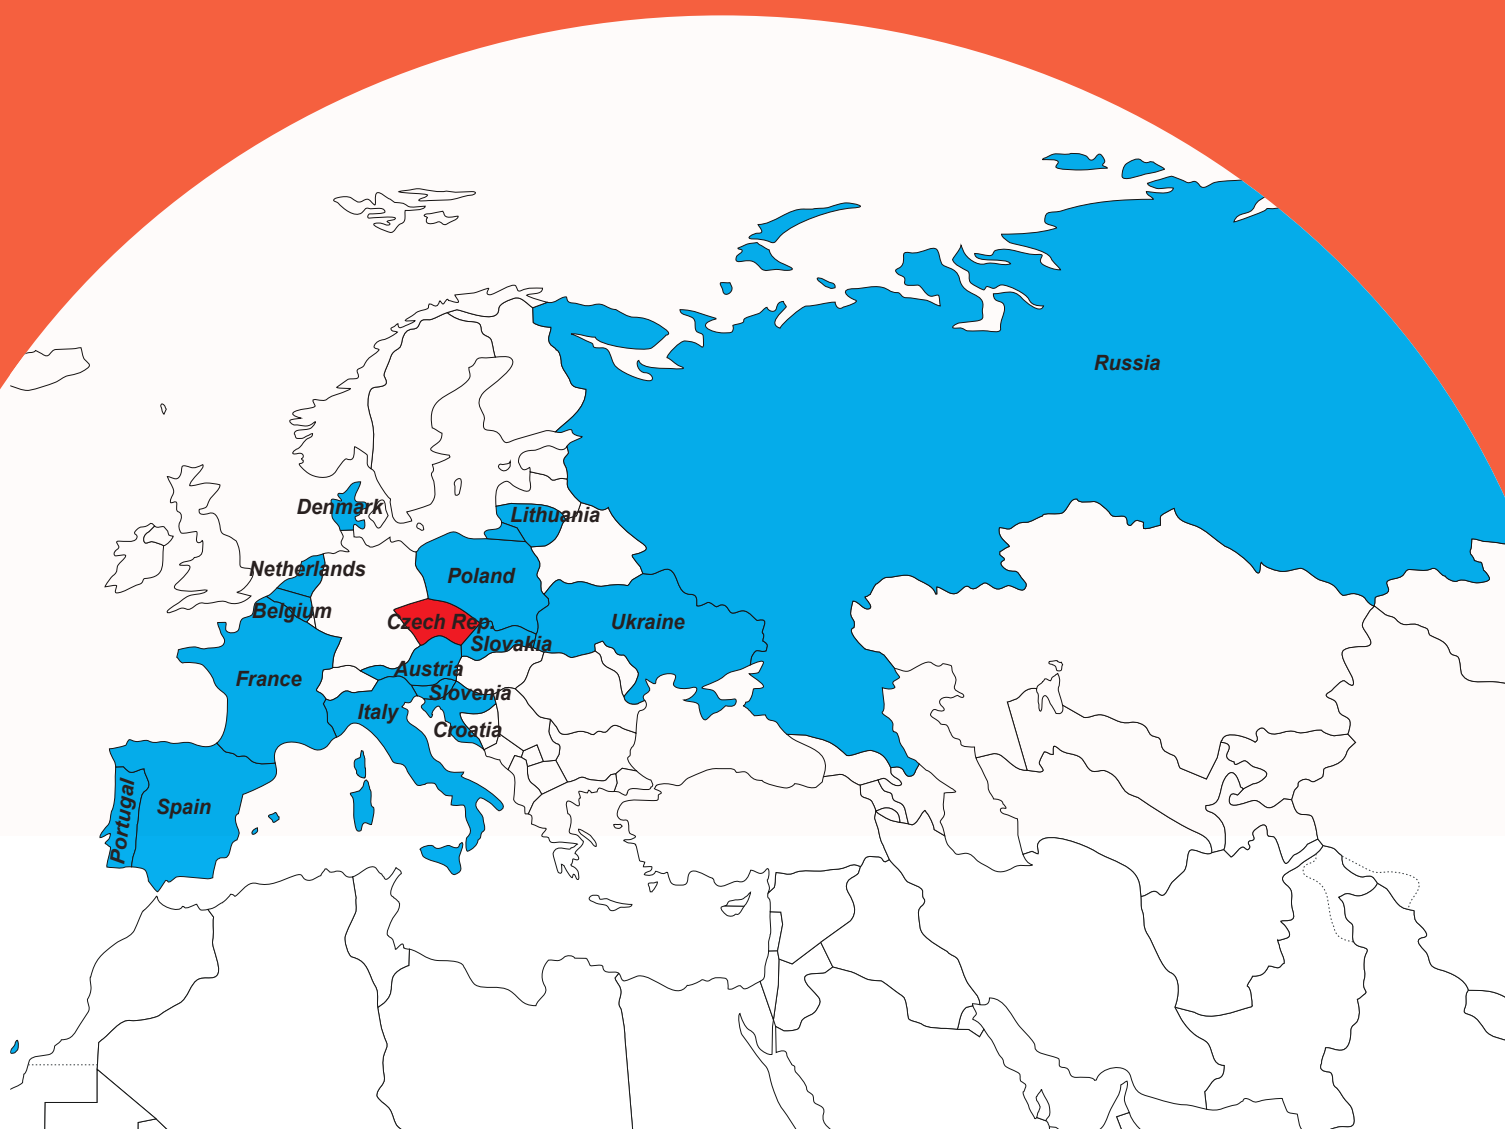 Russia
Denmark
Lithuania
Netherlands
Poland
Belgium
Czech Rep.
Ukraine
Slovakia
Austria
France
Slovenia
Italy
Croatia
Portugal
Spain